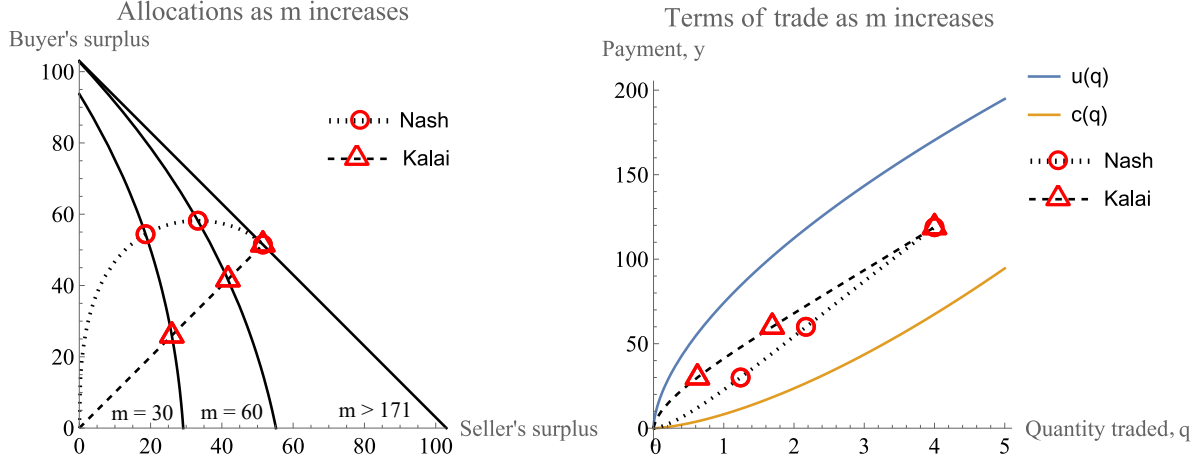 Allocations as m increases
Buyer's surplus
100
80
60
40
20
0
0 20 40 60 80 100
Seller's surplus
Nash
Kalai
m = 30
m = 60
m > 171
Terms of trade as m increases
Payment, y
200
150
100
50
0
0 1 2 3 4 5
Quantity traded, q
u(q)
c(q)
Nash
Kalai